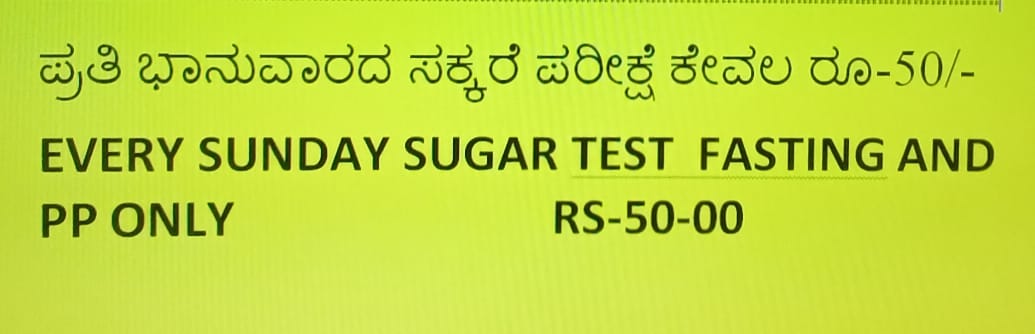 ಪ್ರತಿ ಭಾನುವಾರದ ಸಕ್ಕರೆ ಪರೀಕ್ಷೆ ಕೇವಲ ರೂ-50/-
EVERY SUNDAY SUGAR TEST FASTING AND
PP ONLY RS-50-00